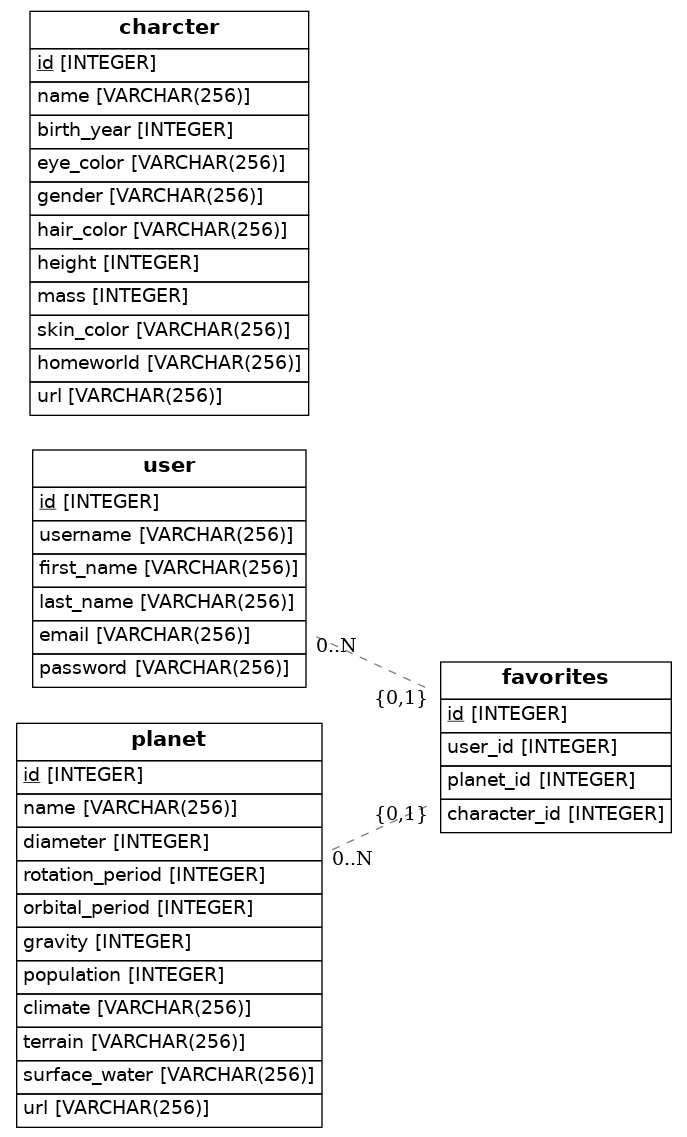 charcter
id [INTEGER]
name [VARCHAR(256)]
birth_year [INTEGER]
eye_color [VARCHAR(256)]
gender [VARCHAR(256)]
hair_color [VARCHAR(256)]
height [INTEGER]
mass [INTEGER]
skin_color [VARCHAR(256)]
homeworld [VARCHAR(256)]
url [VARCHAR(256)]
user
id [INTEGER]
username [VARCHAR(256)]
first_name [VARCHAR(256)]
last_name [VARCHAR(256)]
email [VARCHAR(256)]
password [VARCHAR(256)]
0..N
{0,1}
favorites
id [INTEGER]
user_id [INTEGER]
planet_id [INTEGER]
character_id [INTEGER]
{0,1}
0..N
planet
id [INTEGER]
name [VARCHAR(256)]
diameter [INTEGER]
rotation_period [INTEGER]
orbital_period [INTEGER]
gravity [INTEGER]
population [INTEGER]
climate [VARCHAR(256)]
terrain [VARCHAR(256)]
surface_water [VARCHAR(256)]
url [VARCHAR(256)]